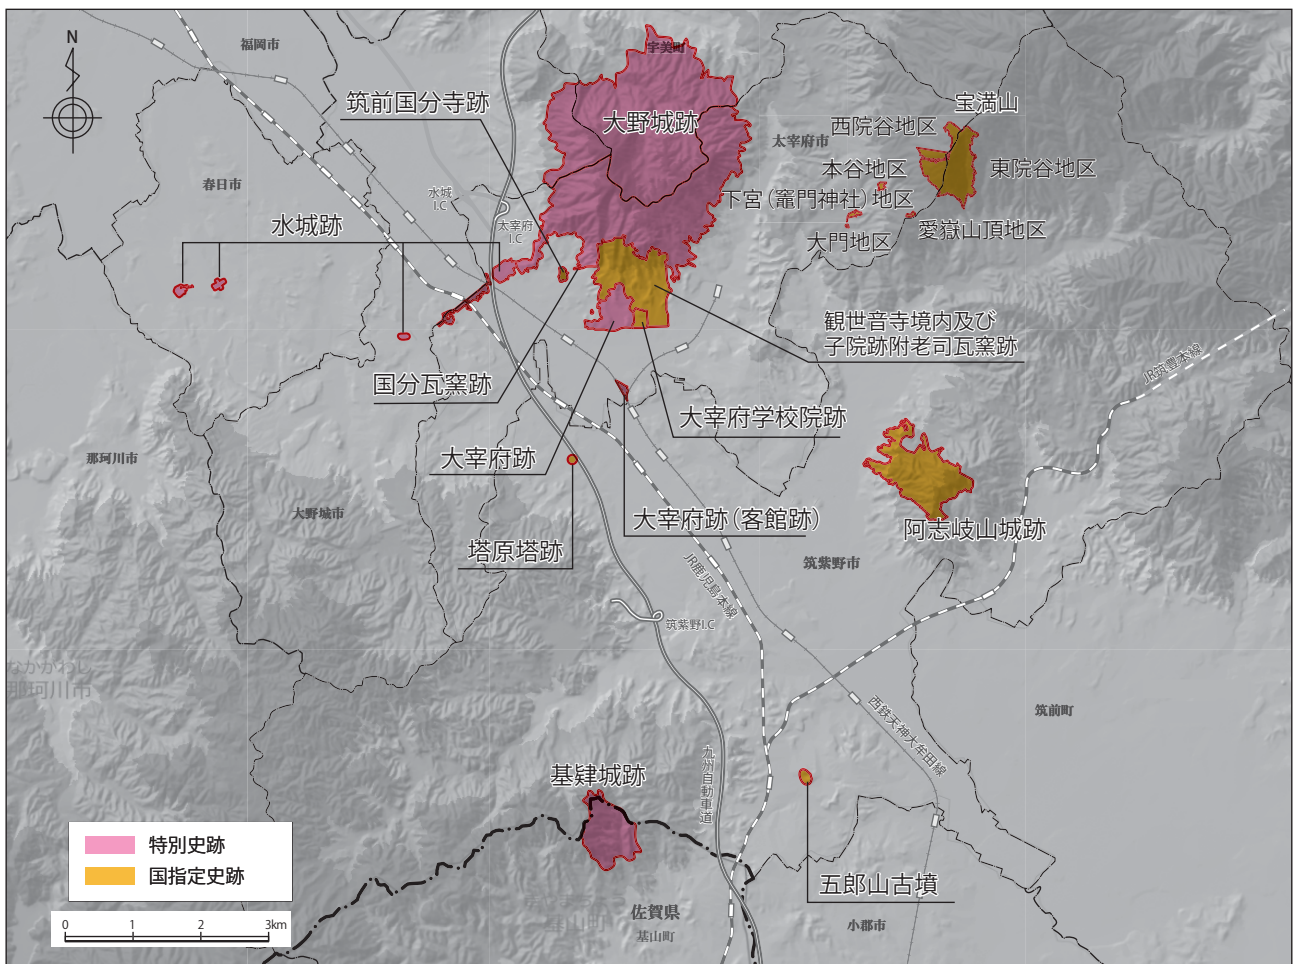 N
福岡市
宇美町
筑前国分寺跡
大野城跡
宝満山
西院谷地区
太宰府市
本谷地区
東院谷地区
春日市
水城
I.C
下宮（竈門神社）地区
水城跡
太宰府
I.C
大門地区
愛嶽山頂地区
観世音寺境内及び
子院跡附老司瓦窯跡
JR筑豊本線
国分瓦窯跡
大宰府学校院跡
那珂川市
大宰府跡
大野城市
大宰府跡（客館跡）
阿志岐山城跡
塔原塔跡
筑紫野市
JR鹿児島本線
筑紫野I.C
なかがわし
那珂川市
筑前町
西鉄天神大牟田線
九州自動車道
基肄城跡
特別史跡
国指定史跡
五郎山古墳
0 1 2 3km
佐賀県
基山町
基山町
小郡市